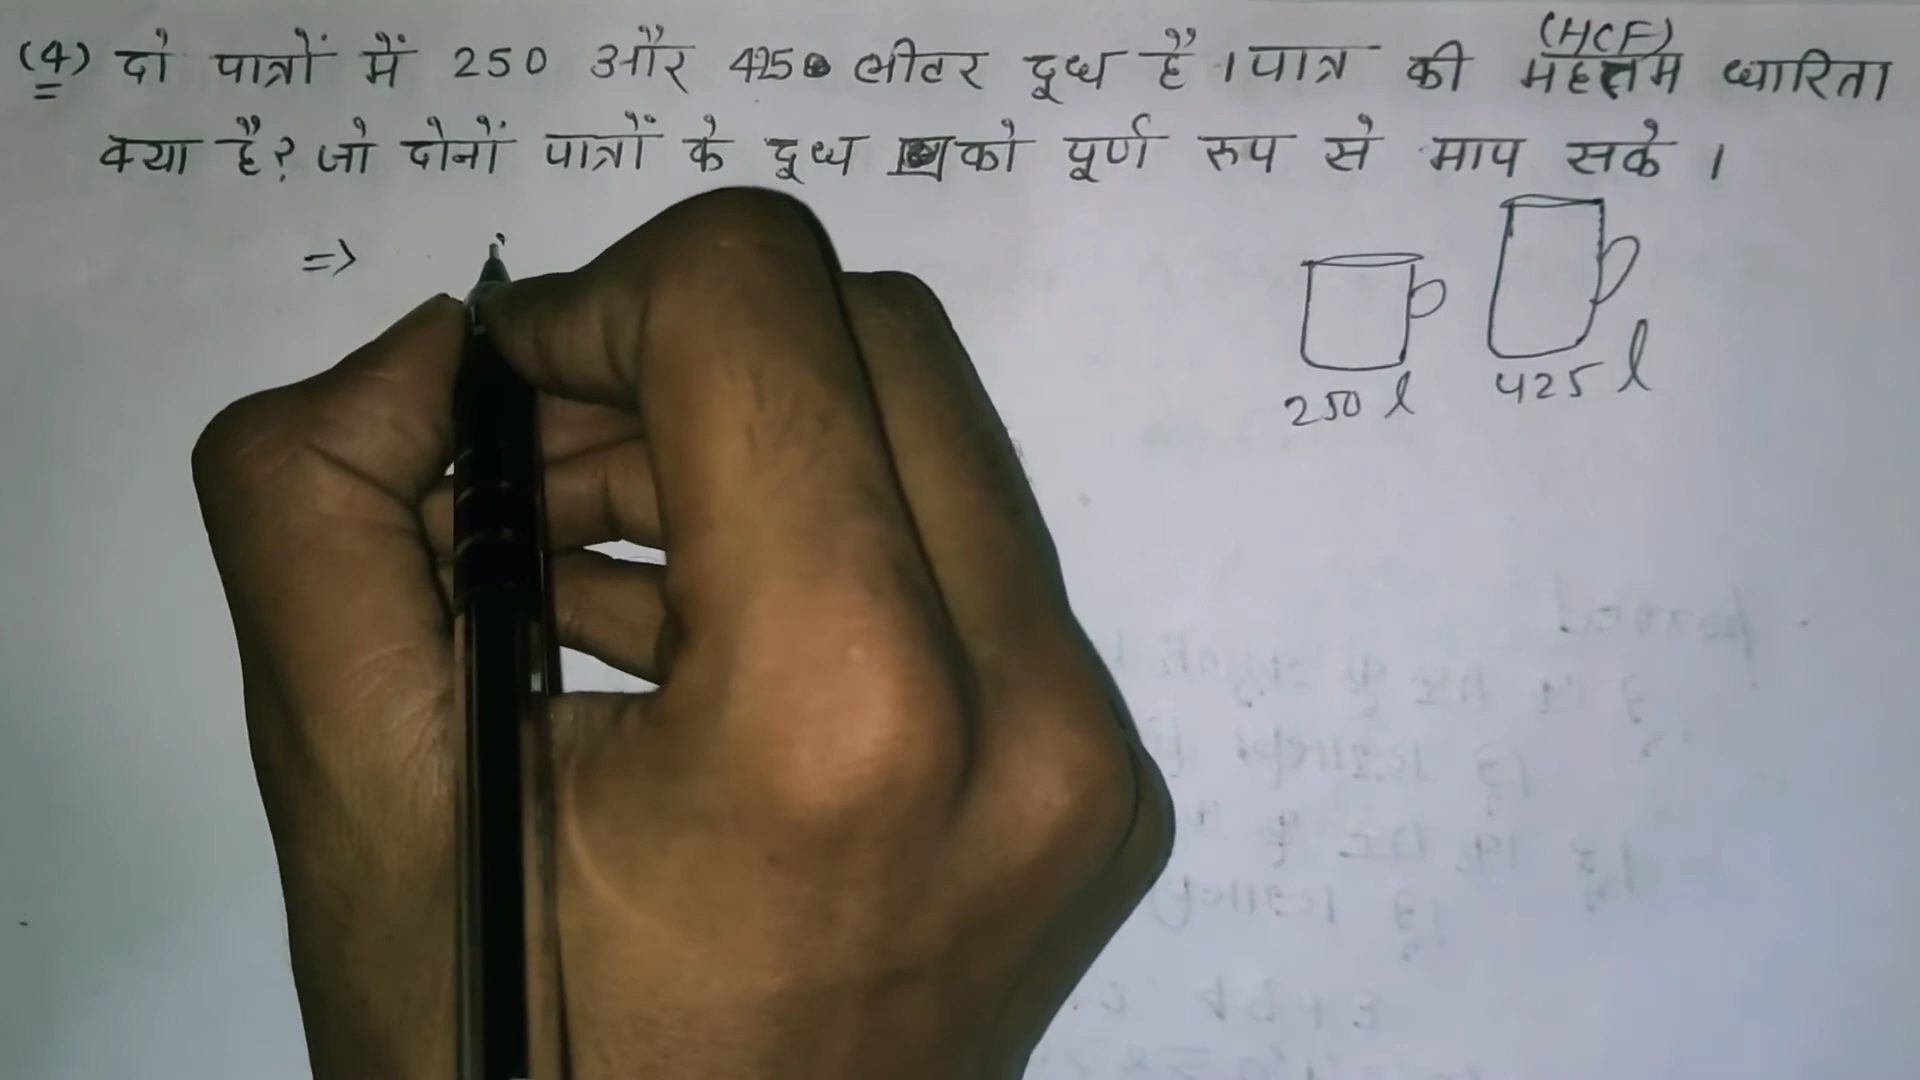 (HCF)
(4) दो पात्रों में 250 और 425 लीटर दूध हैं । पात्र की महत्तम धारिता
क्या है? जो दोनों पात्रों के दूध को पूर्ण रुप से माप सके ।
=>
250 l 425 l